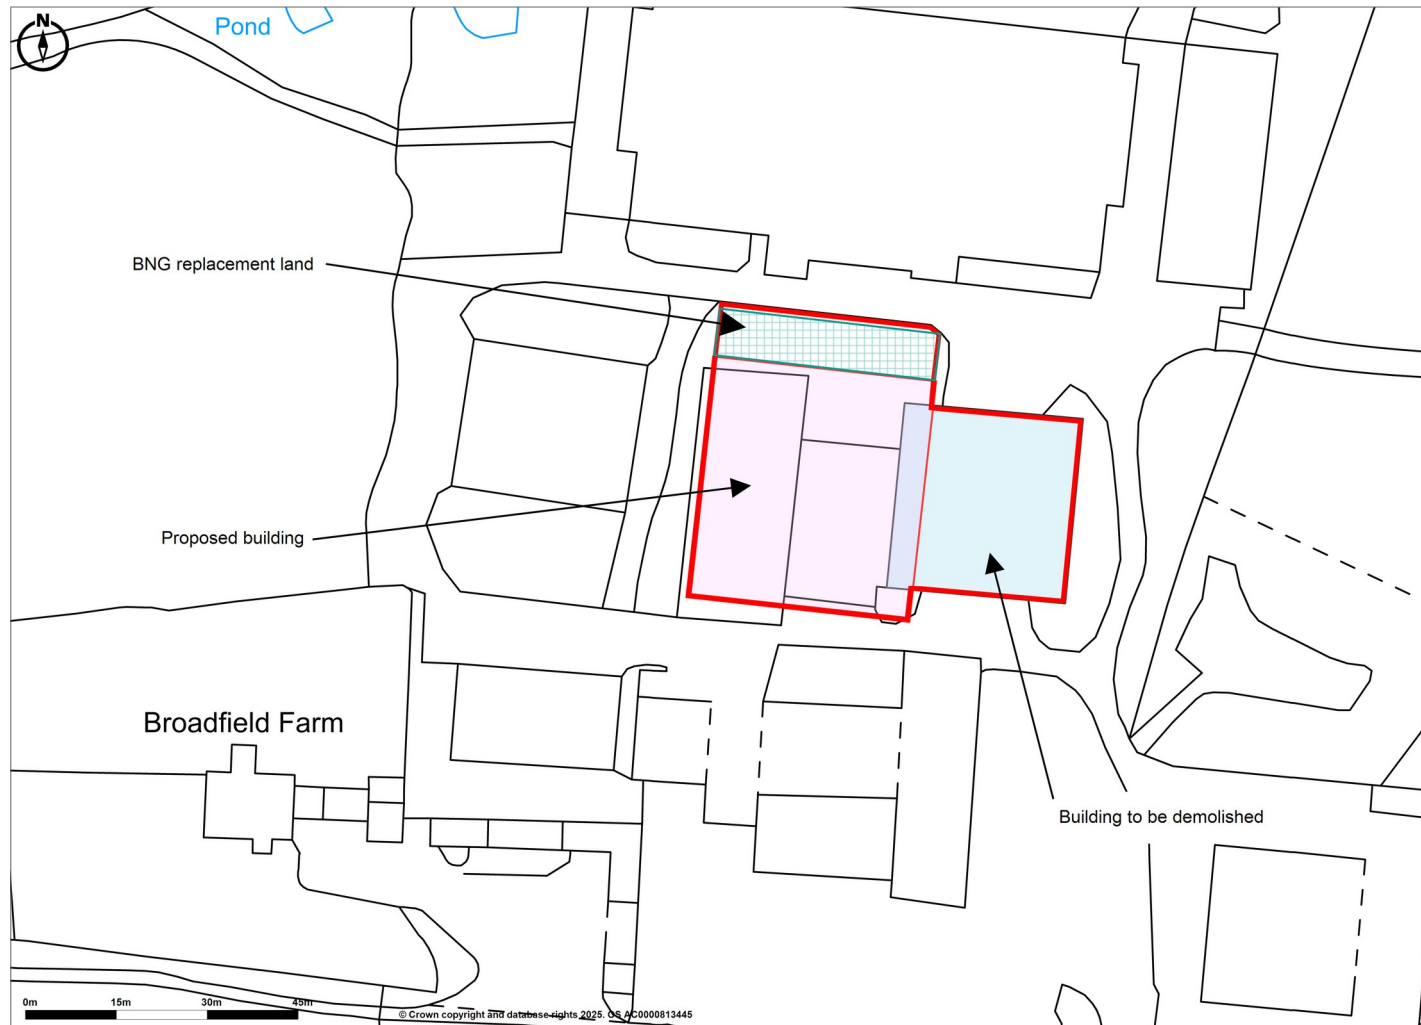 N
Pond
BNG replacement land
Proposed building
Broadfield Farm
Building to be demolished
0m 15m 30m 45m
© Crown copyright and database rights 2025. OS AC0000813445